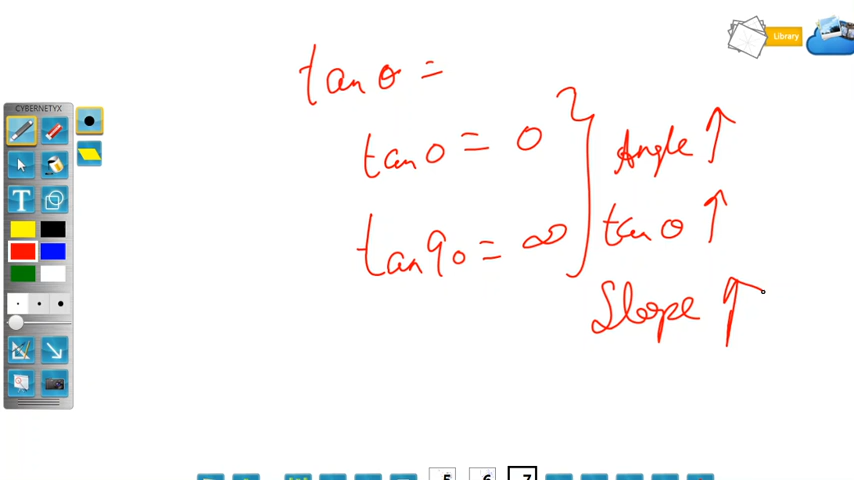 Library
CYBERNETYX
tan θ =
tan 0 = 0
Angle ↑
tan θ ↑
tan 90 = ∞
Slope ↑
5 6 7